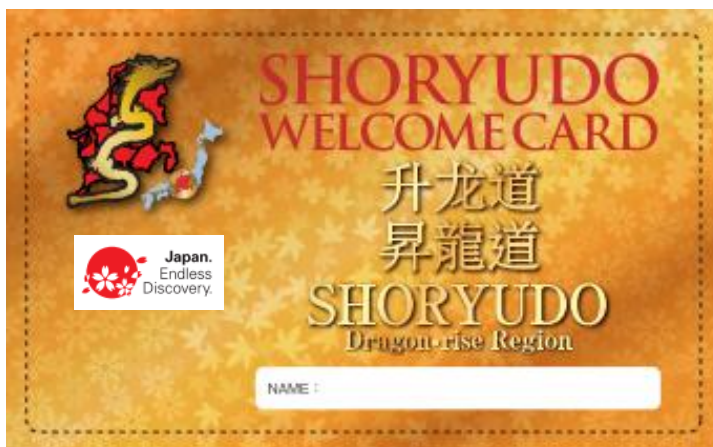 SHORYUDO
WELCOME CARD
升龙道
昇龍道
SHORYUDO
Dragon-rise Region
Japan.
Endless
Discovery.
NAME :